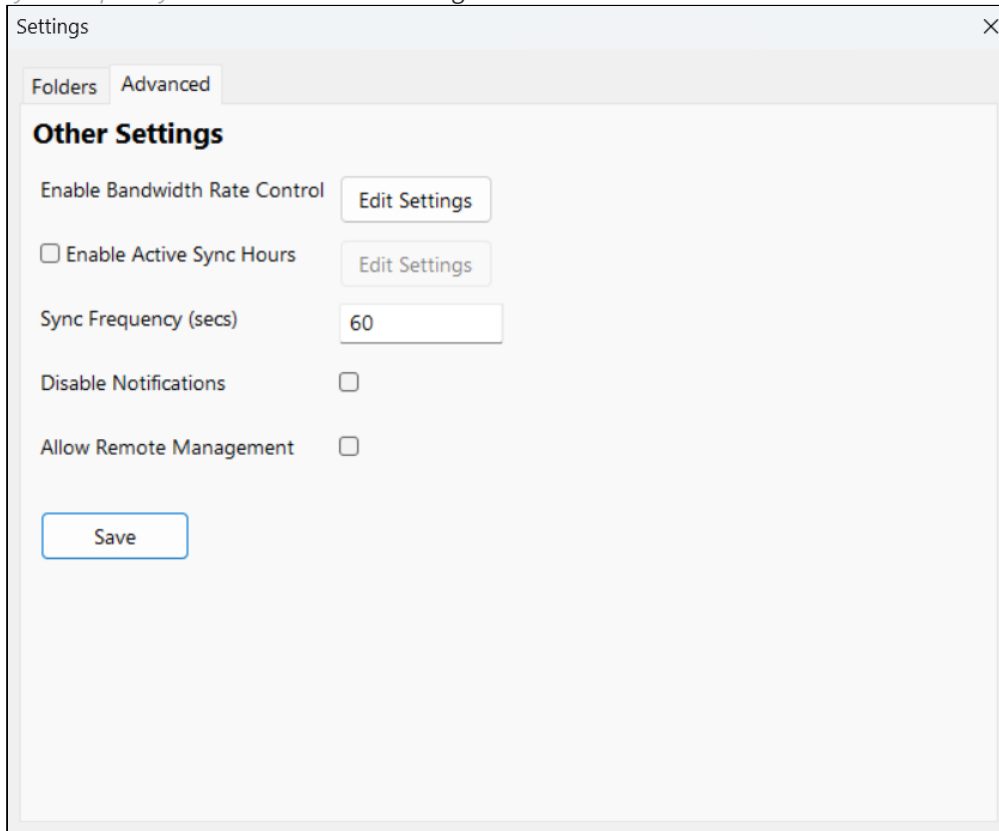 Settings
Folders Advanced
Other Settings
Enable Bandwidth Rate Control Edit Settings
Enable Active Sync Hours Edit Settings
Sync Frequency (secs) 60
Disable Notifications
Allow Remote Management
Save